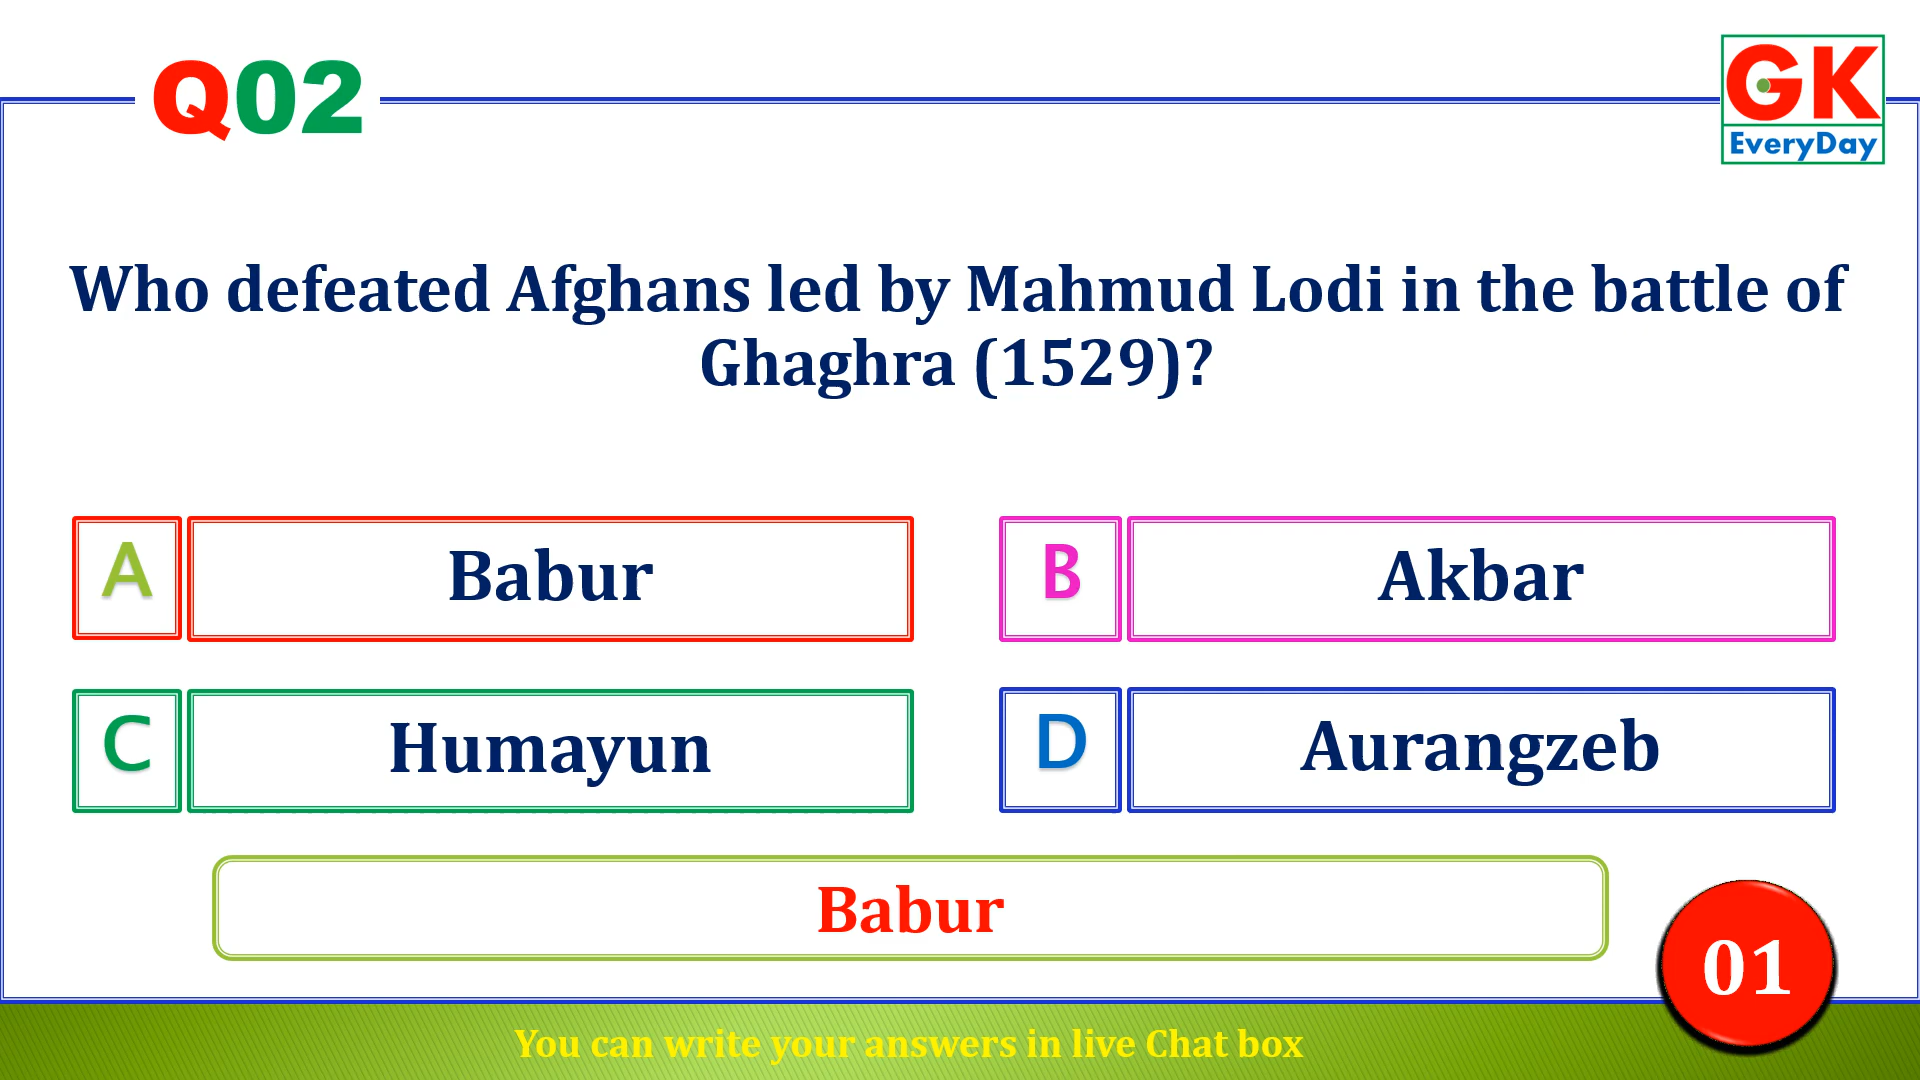 Q02
GK
EveryDay
Who defeated Afghans led by Mahmud Lodi in the battle of
Ghaghra (1529)?
A
Babur
B
Akbar
C
Humayun
D
Aurangzeb
Babur
01
You can write your answers in live Chat box